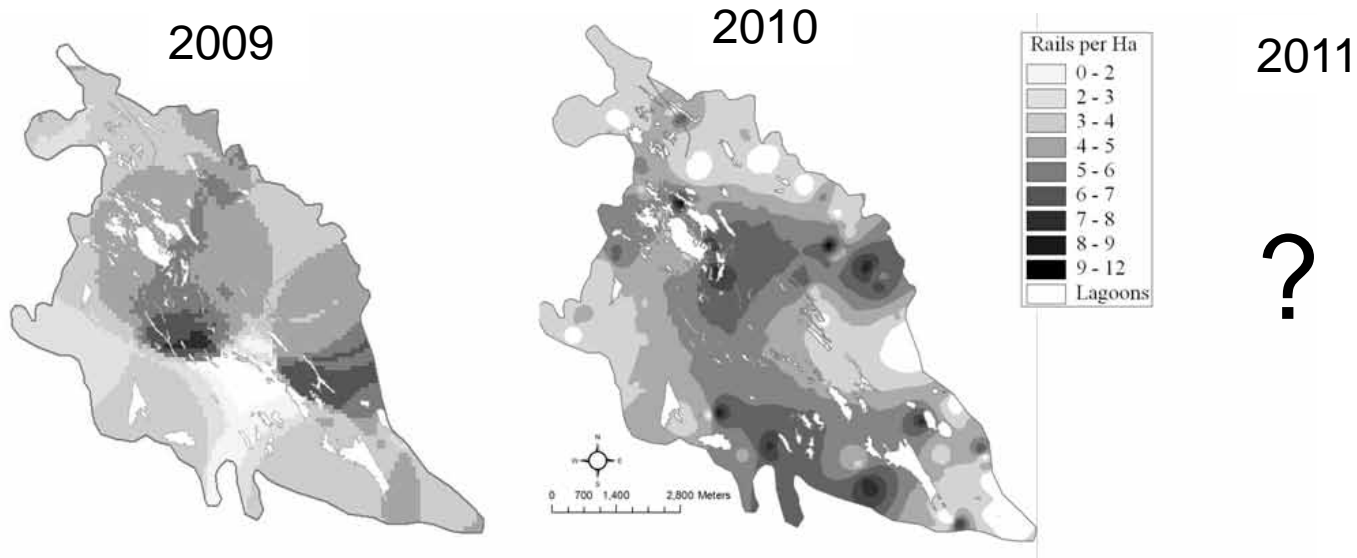 2009
2010
2011
Rails per Ha
0 - 2
2 - 3
3 - 4
4 - 5
5 - 6
6 - 7
7 - 8
8 - 9
9 - 12
Lagoons
?
N
W E
S
0 700 1,400 2,800 Meters